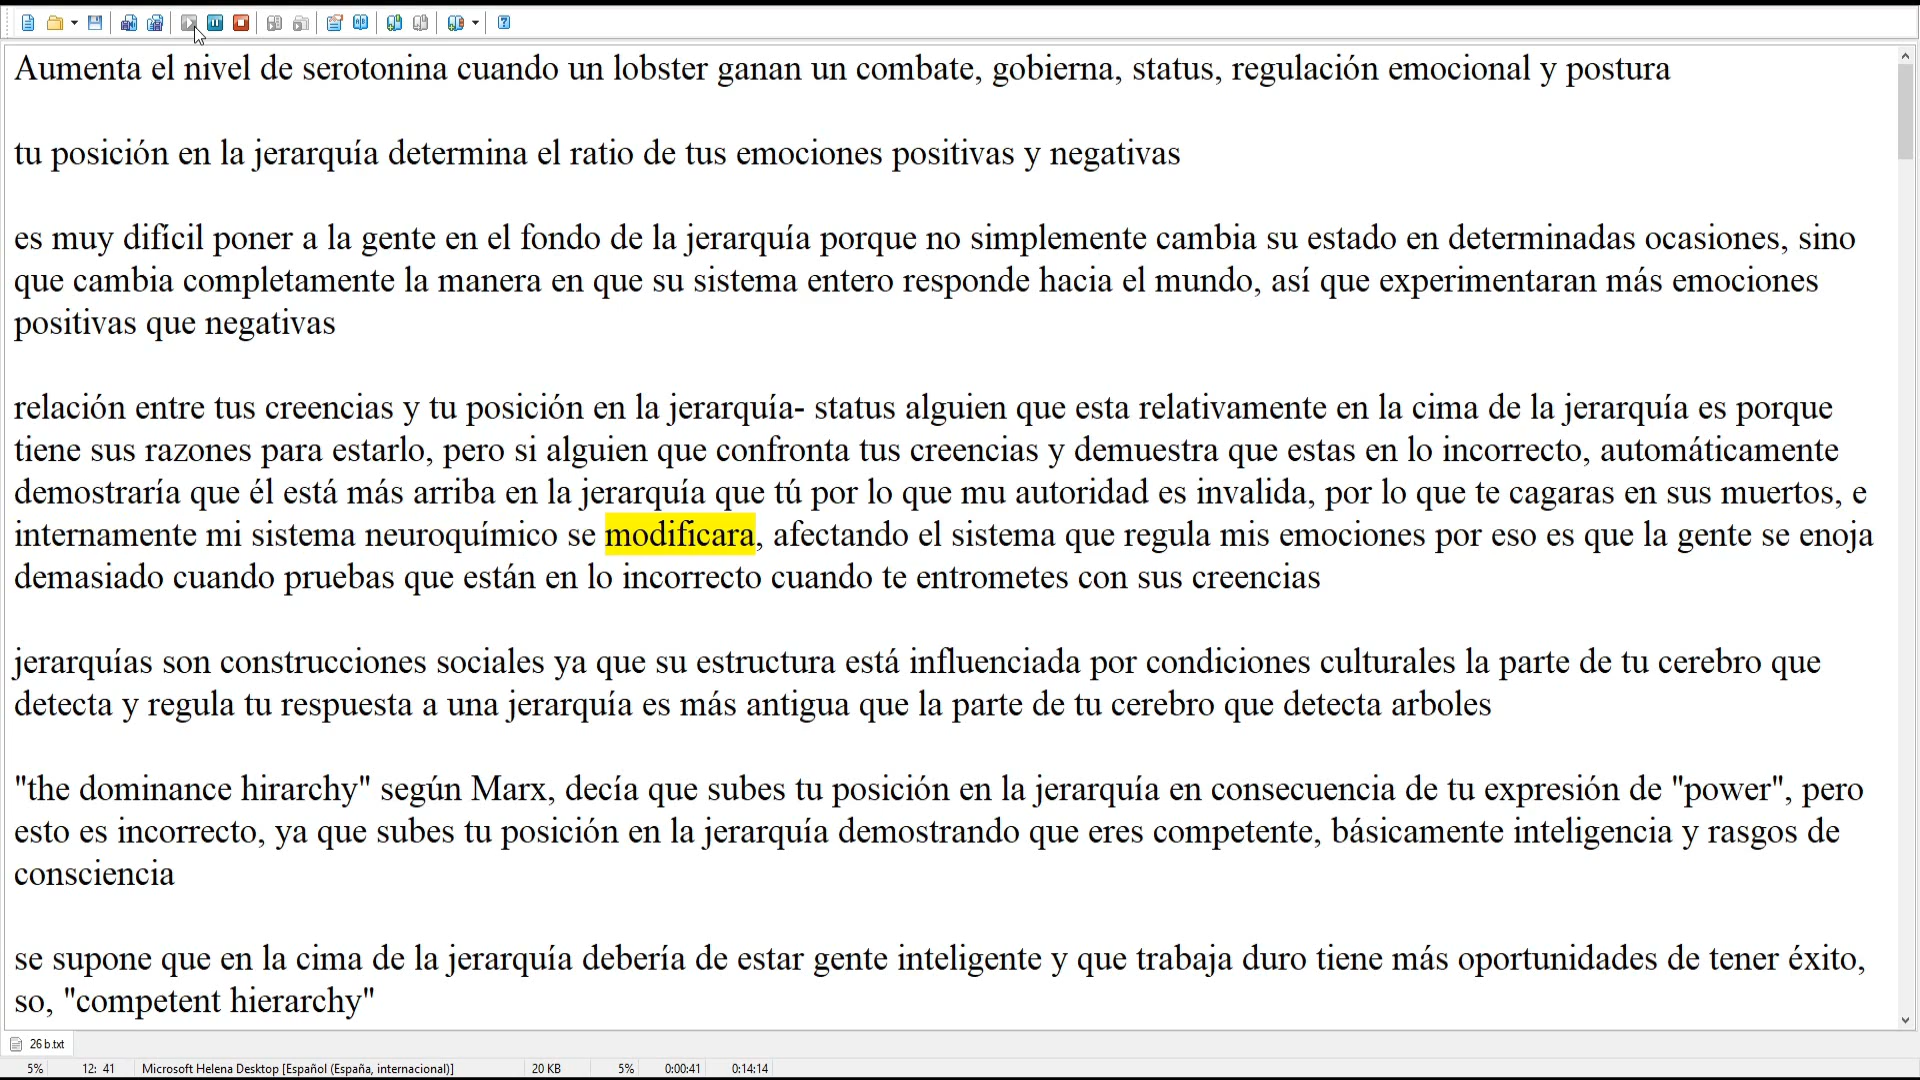 Aumenta el nivel de serotonina cuando un lobster ganan un combate, gobierna, status, regulación emocional y postura
tu posición en la jerarquía determina el ratio de tus emociones positivas y negativas
es muy difícil poner a la gente en el fondo de la jerarquía porque no simplemente cambia su estado en determinadas ocasiones, sino
que cambia completamente la manera en que su sistema entero responde hacia el mundo, así que experimentaran más emociones
positivas que negativas
relación entre tus creencias y tu posición en la jerarquía- status alguien que esta relativamente en la cima de la jerarquía es porque
tiene sus razones para estarlo, pero si alguien que confronta tus creencias y demuestra que estas en lo incorrecto, automáticamente
demostraría que él está más arriba en la jerarquía que tú por lo que mu autoridad es invalida, por lo que te cagaras en sus muertos, e
internamente mi sistema neuroquímico se modificara, afectando el sistema que regula mis emociones por eso es que la gente se enoja
demasiado cuando pruebas que están en lo incorrecto cuando te entrometes con sus creencias
jerarquías son construcciones sociales ya que su estructura está influenciada por condiciones culturales la parte de tu cerebro que
detecta y regula tu respuesta a una jerarquía es más antigua que la parte de tu cerebro que detecta arboles
"the dominance hirarchy" según Marx, decía que subes tu posición en la jerarquía en consecuencia de tu expresión de "power", pero
esto es incorrecto, ya que subes tu posición en la jerarquía demostrando que eres competente, básicamente inteligencia y rasgos de
consciencia
se supone que en la cima de la jerarquía debería de estar gente inteligente y que trabaja duro tiene más oportunidades de tener éxito,
so, "competent hierarchy"
26 b.txt
5% 12: 41 Microsoft Helena Desktop [Español (España, internacional)] 20 KB 5% 0:00:41 0:14:14